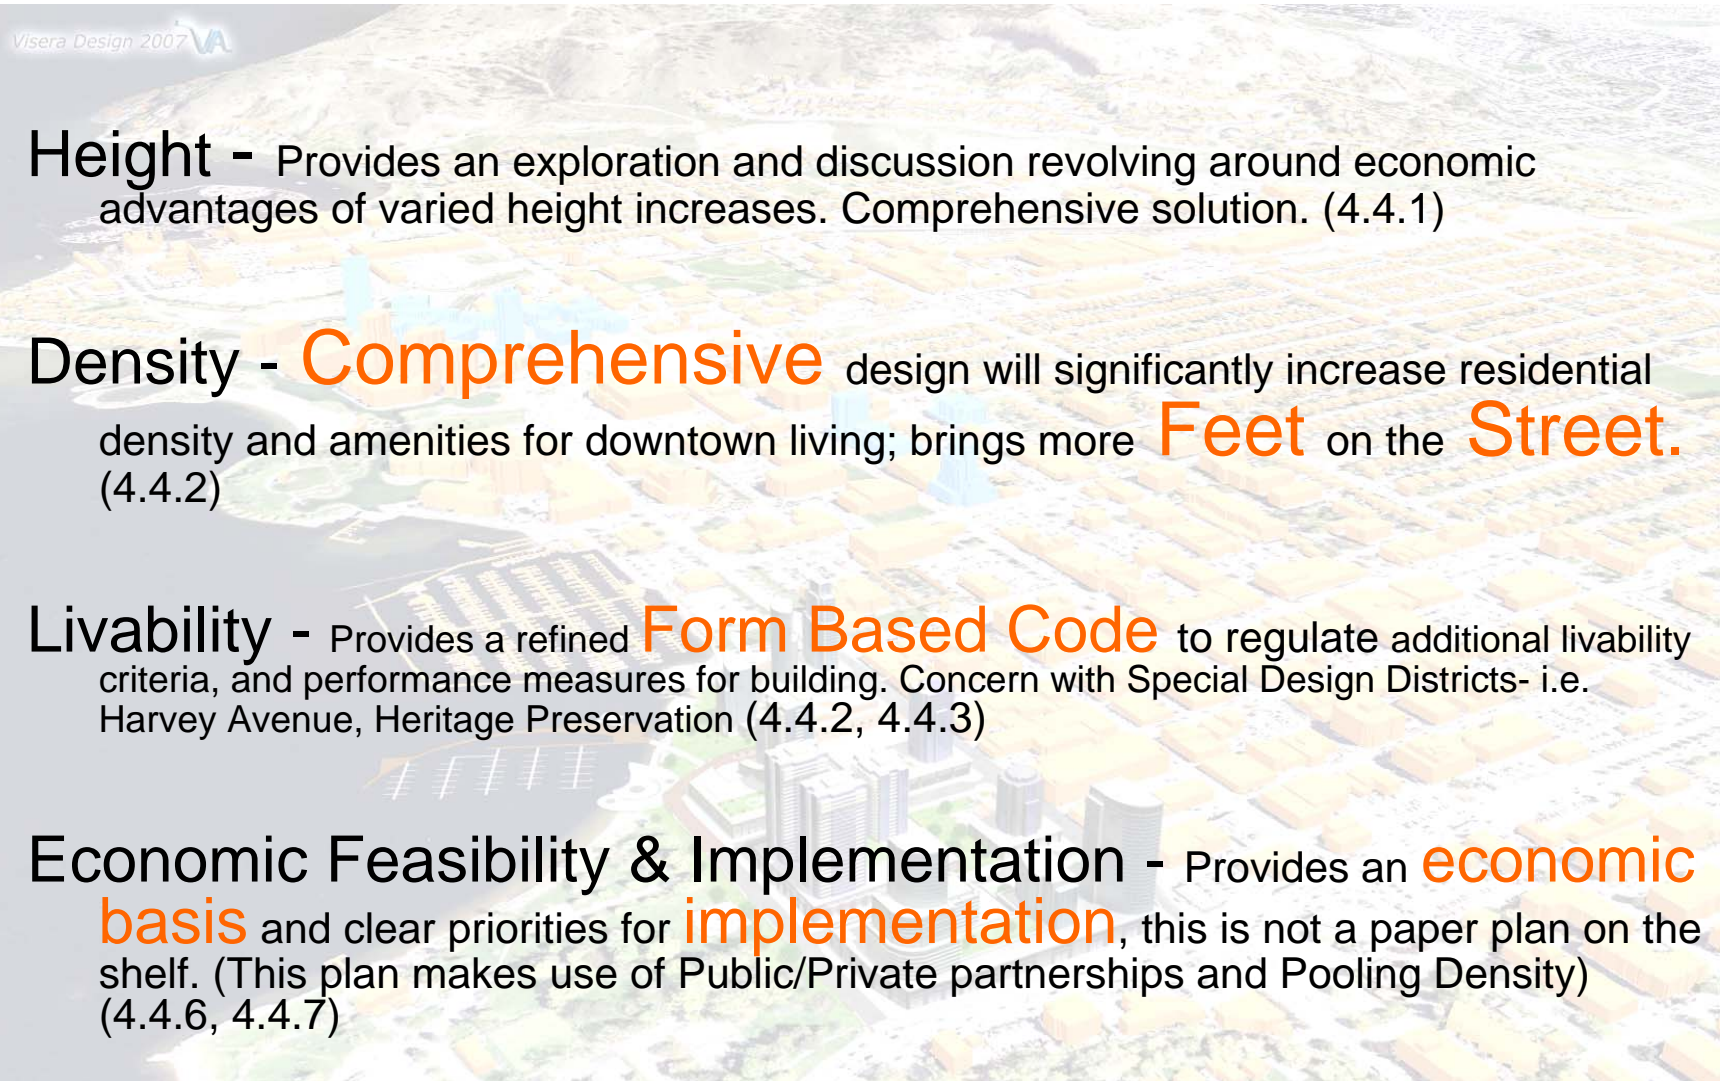 Visera Design 2007 VA
Height - Provides an exploration and discussion revolving around economic
advantages of varied height increases. Comprehensive solution. (4.4.1)
Density - Comprehensive design will significantly increase residential
density and amenities for downtown living; brings more Feet on the Street.
(4.4.2)
Livability - Provides a refined Form Based Code to regulate additional livability
criteria, and performance measures for building. Concern with Special Design Districts- i.e.
Harvey Avenue, Heritage Preservation (4.4.2, 4.4.3)
Economic Feasibility & Implementation - Provides an economic
basis and clear priorities for implementation, this is not a paper plan on the
shelf. (This plan makes use of Public/Private partnerships and Pooling Density)
(4.4.6, 4.4.7)